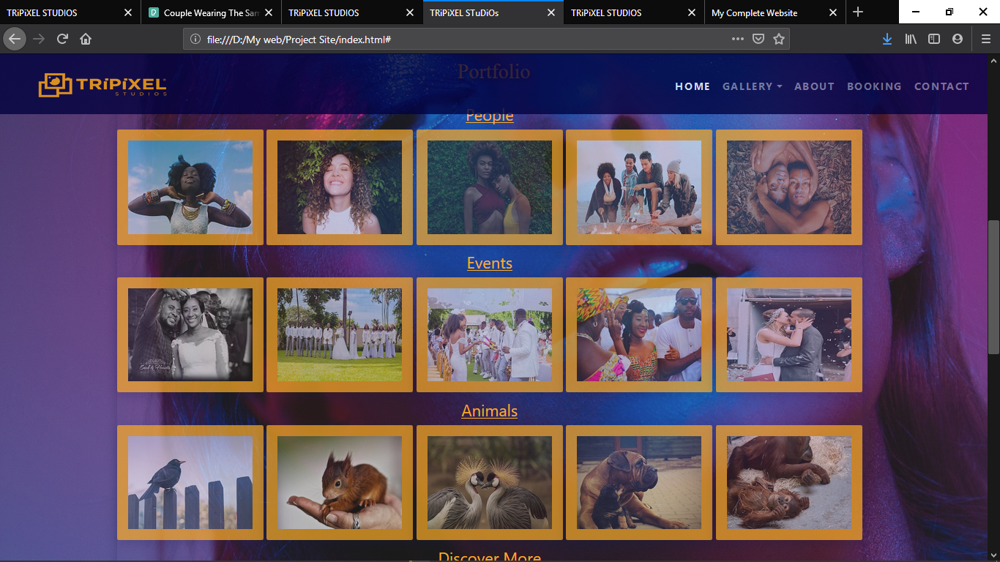 TRiPiXEL STUDIOS
Couple Wearing The Sam
TRiPiXEL STUDIOS
TRiPiXEL STuDiOs
TRiPiXEL STUDIOS
My Complete Website
file:///D:/My web/Project Site/index.html#
Portfolio
TRiPiXEL
STUDIOS
HOME GALLERY ABOUT BOOKING CONTACT
People
Events
Animals
Discover More